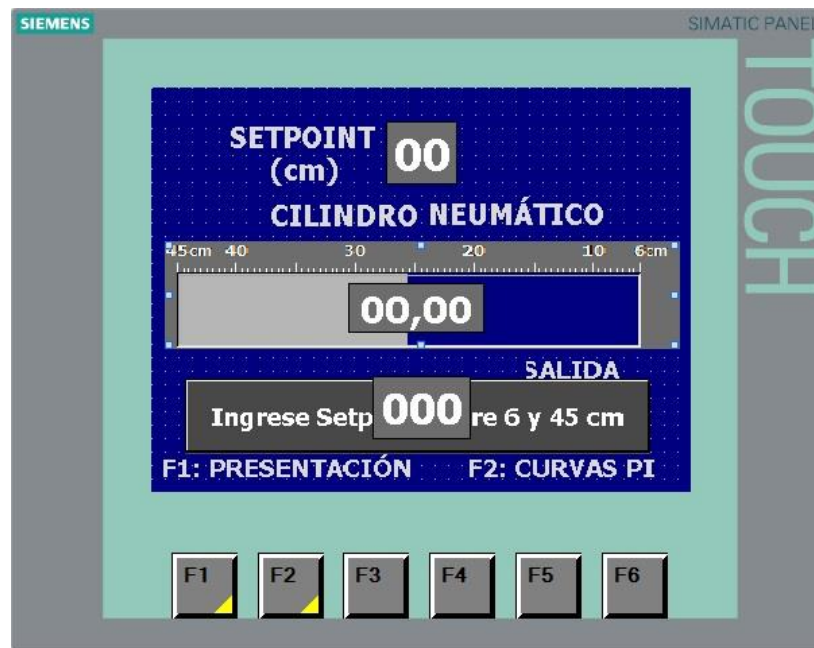 SIEMENS
SIMATIC PANEL
TOUCH
SETPOINT
(cm)
00
CILINDRO NEUMÁTICO
45cm 40 30 20 10 6cm
00,00
SALIDA
Ingrese Setp 000 re 6 y 45 cm
F1: PRESENTACIÓN F2: CURVAS PI
F1 F2 F3 F4 F5 F6